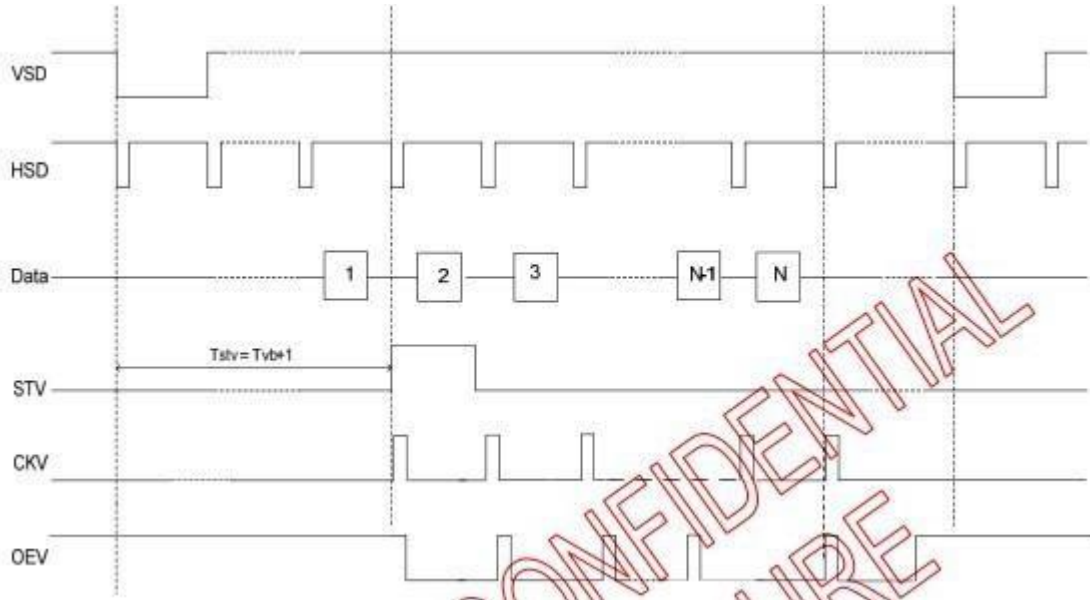 VSD
HSD
Data 1 2 3 N-1 N
Tstv = Tvb+1
STV
CKV
OEV
CONFIDENTIAL